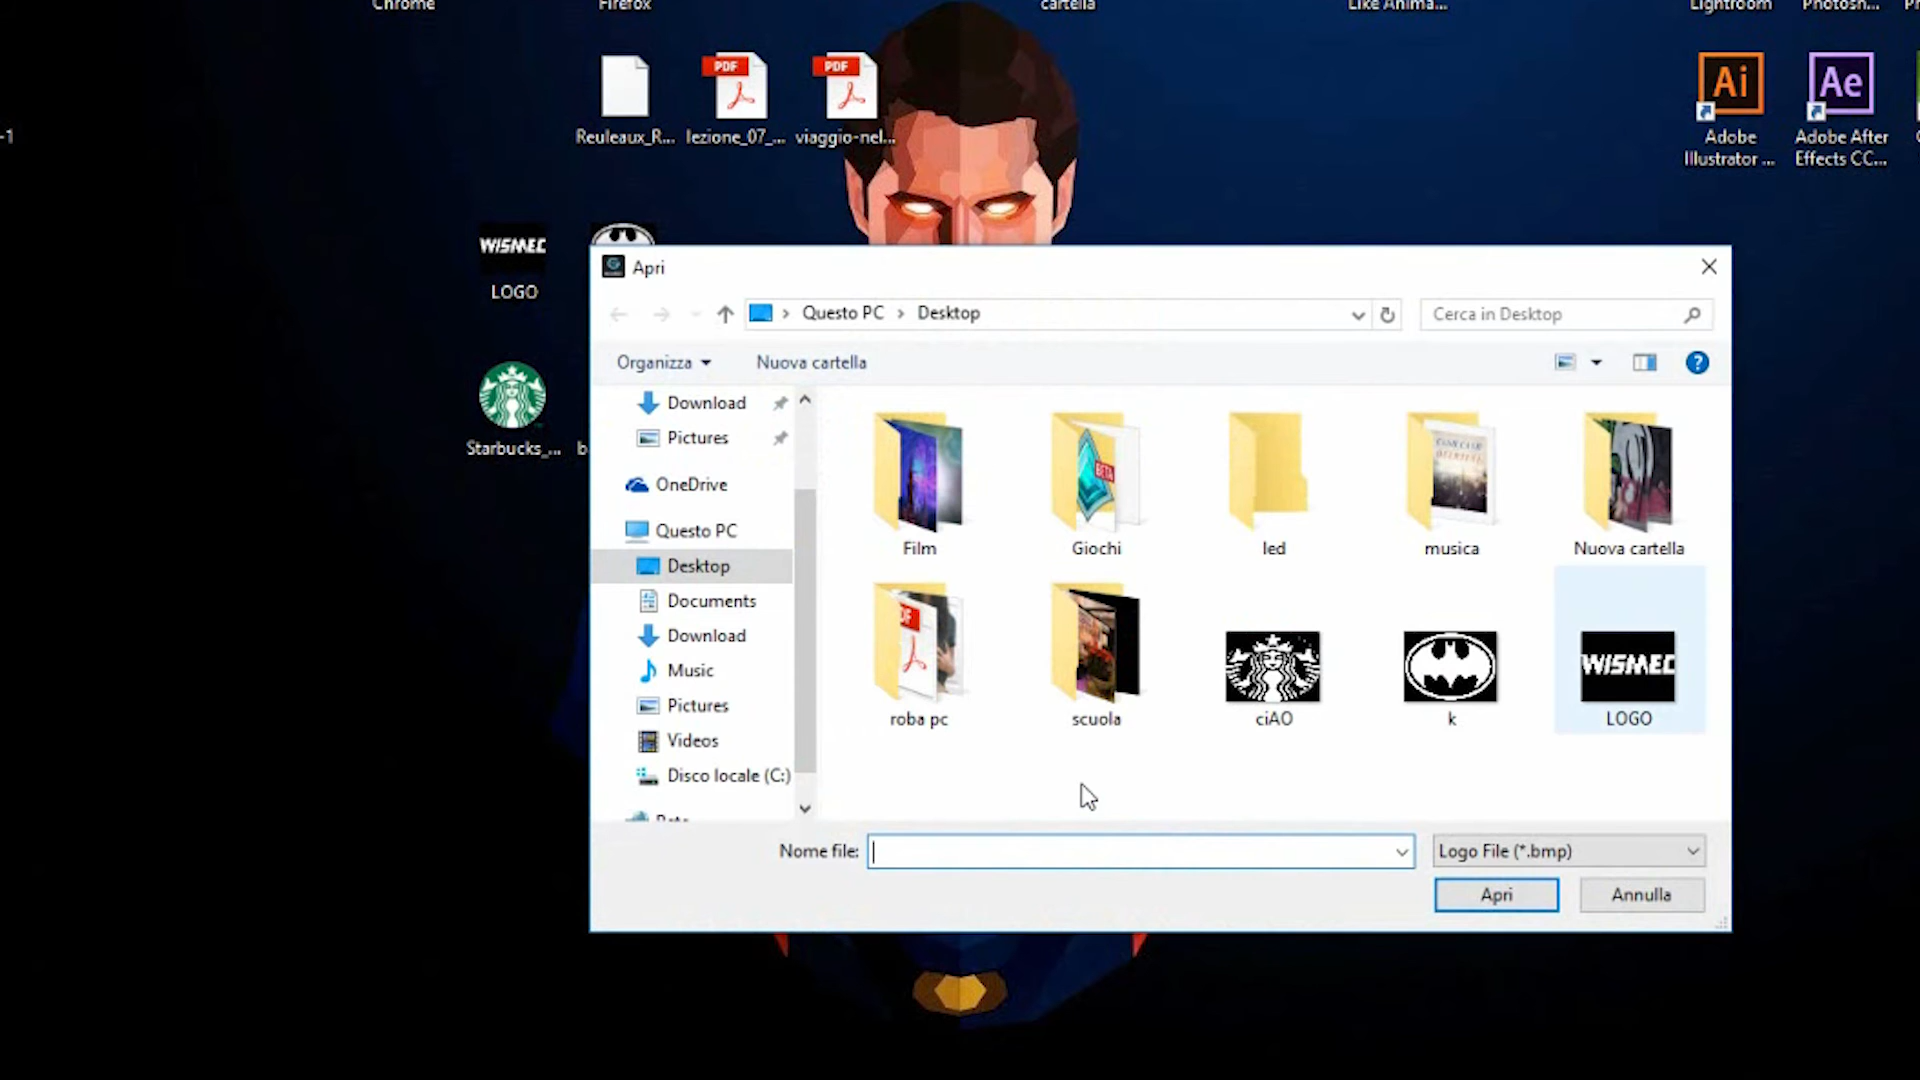 Chrome
Firefox
cartella
Like Anima...
Lightroom
Photosh...
-1
PDF
PDF
Reuleaux_R...
lezione_07_...
viaggio-nel...
Ai
Ae
Adobe
Illustrator ...
Adobe After
Effects CC...
WISMEC
LOGO
Starbucks_...
b
Apri
Questo PC
Desktop
Cerca in Desktop
Organizza
Nuova cartella
?
Download
Pictures
OneDrive
Questo PC
Desktop
Documents
Download
Music
Pictures
Videos
Disco locale (C:)
BETA
Film
Giochi
led
musica
Nuova cartella
PDF
WISMEC
roba pc
scuola
ciAO
k
LOGO
Nome file:
Logo File (*.bmp)
Apri
Annulla